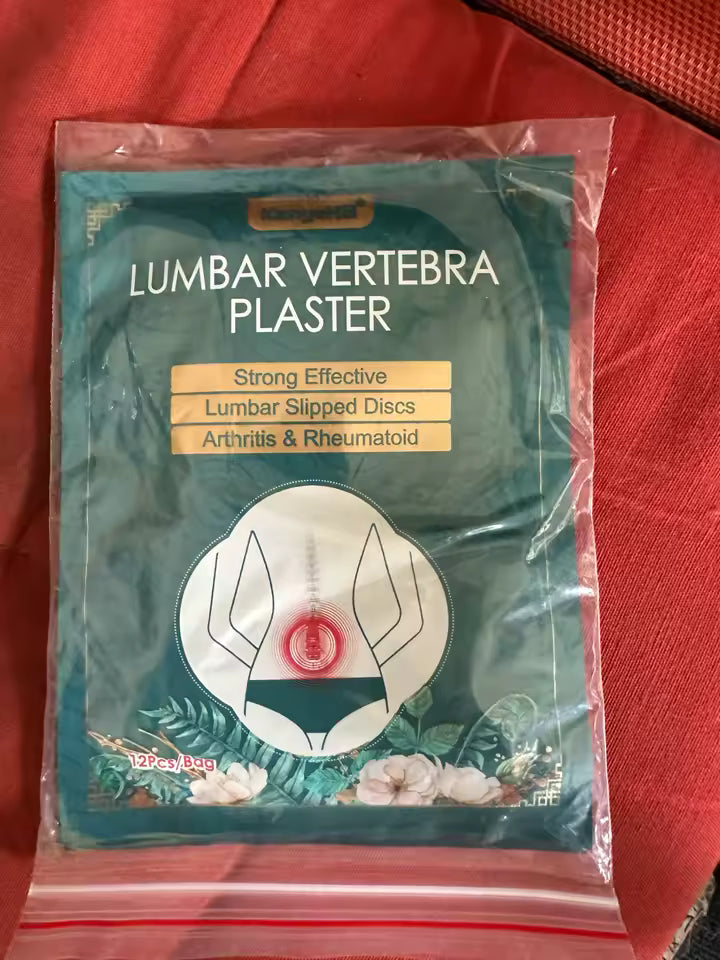 LUMBAR VERTEBRA
PLASTER
Strong Effective
Lumbar Slipped Discs
Arthritis & Rheumatoid
12Pcs/Bag